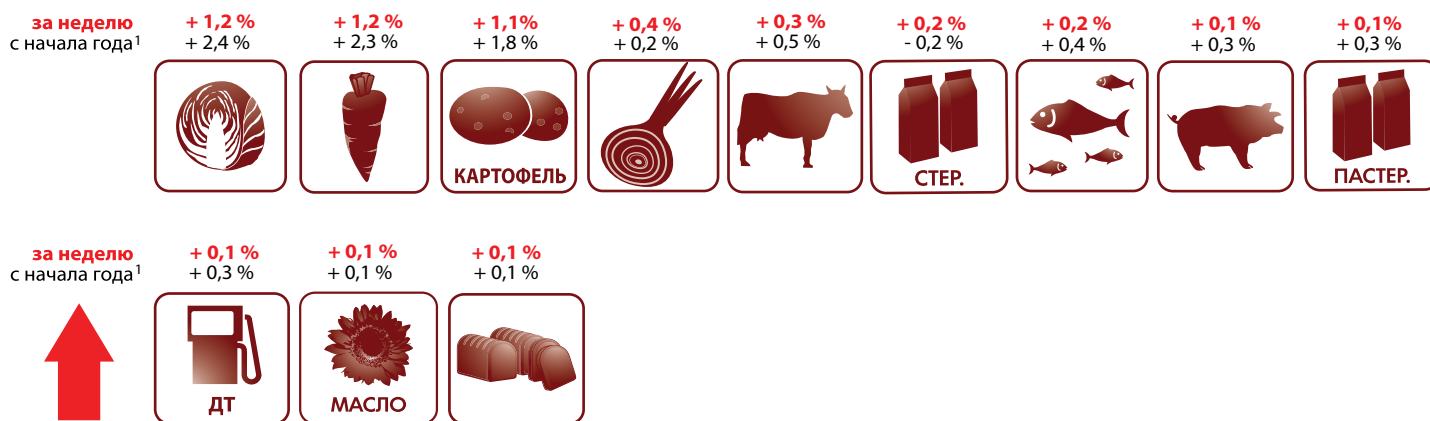 за неделю + 1,2 % + 1,2 % + 1,1% + 0,4 % + 0,3 % + 0,2 % + 0,2 % + 0,1 % + 0,1%
с начала года¹ + 2,4 % + 2,3 % + 1,8 % + 0,2 % + 0,5 % - 0,2 % + 0,4 % + 0,3 % + 0,3 %
КАРТОФЕЛЬ СТЕР. ПАСТЕР.
за неделю + 0,1 % + 0,1 % + 0,1 %
с начала года¹ + 0,3 % + 0,1 % + 0,1 %
ДТ МАСЛО